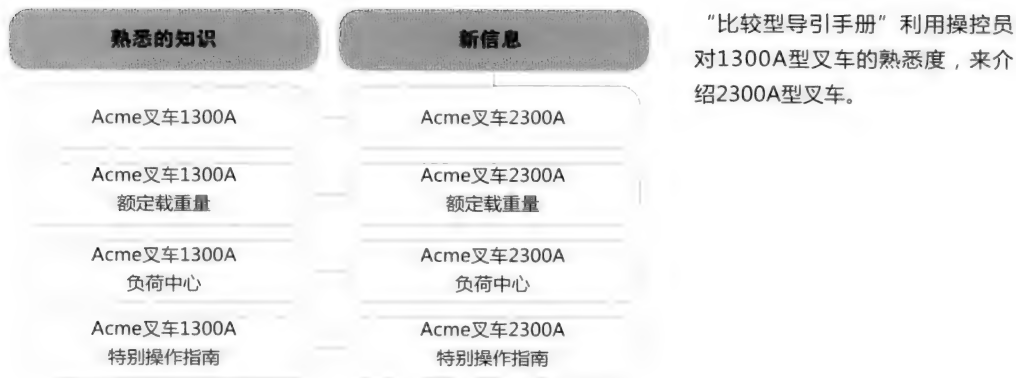 熟悉的知识
新信息
Acme叉车1300A
Acme叉车2300A
Acme叉车1300A
额定载重量
Acme叉车2300A
额定载重量
Acme叉车1300A
负荷中心
Acme叉车2300A
负荷中心
Acme叉车1300A
特别操作指南
Acme叉车2300A
特别操作指南
“比较型导引手册”利用操控员
对1300A型叉车的熟悉度，来介
绍2300A型叉车。